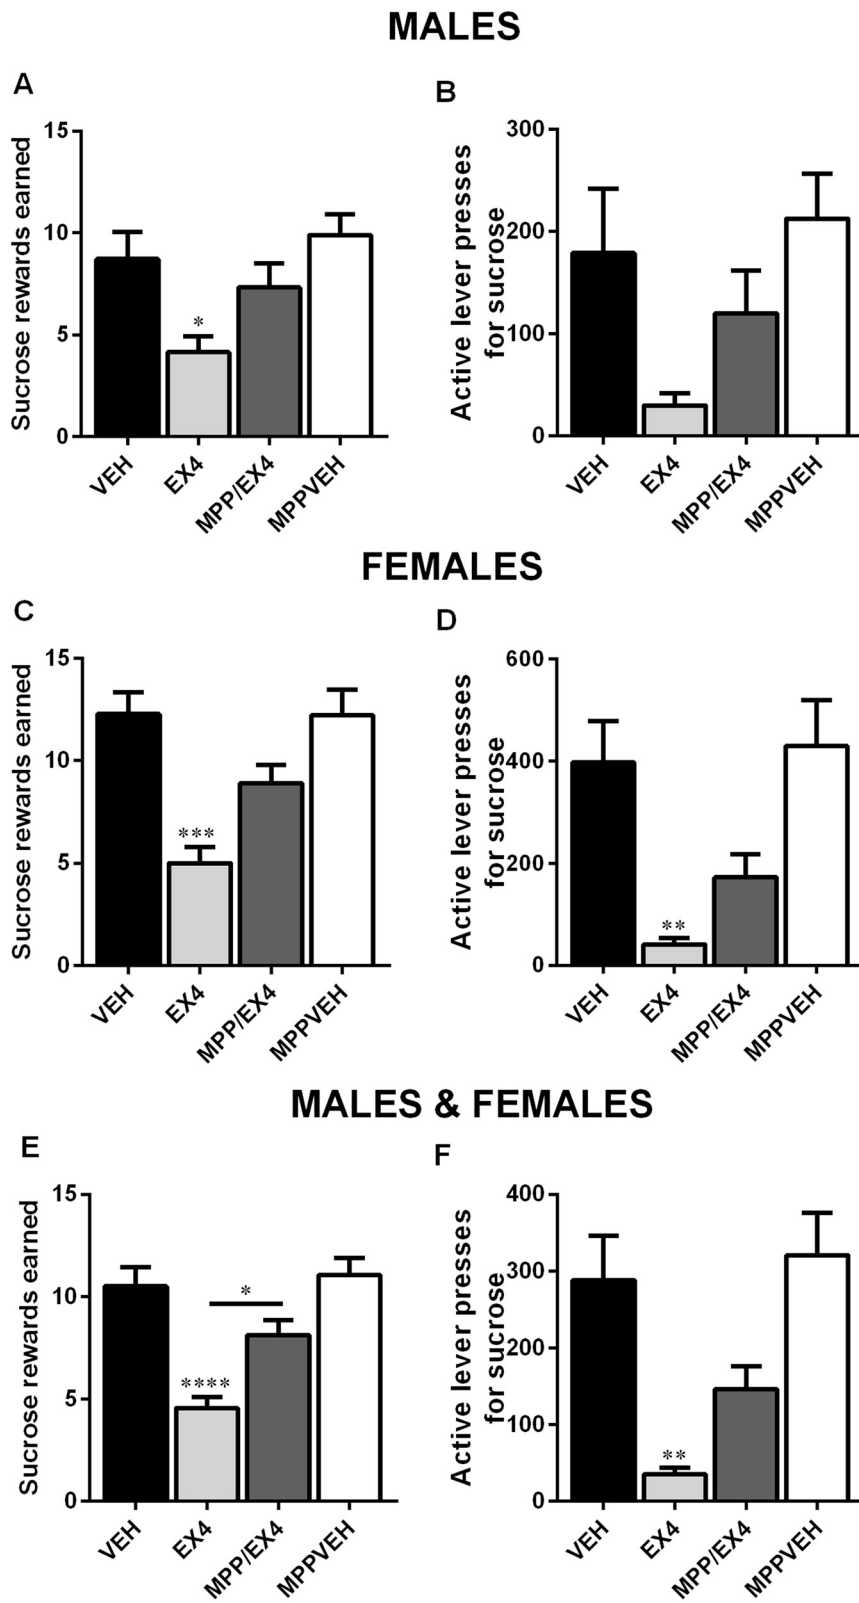 MALES
A
B
Sucrose rewards earned
15
10
5
0
*
VEH
EX4
MPP/EX4
MPPVEH
Active lever presses
for sucrose
300
200
100
0
VEH
EX4
MPP/EX4
MPPVEH
FEMALES
C
D
Sucrose rewards earned
15
10
5
0
***
VEH
EX4
MPP/EX4
MPPVEH
Active lever presses
for sucrose
600
400
200
0
**
VEH
EX4
MPP/EX4
MPPVEH
MALES & FEMALES
E
F
Sucrose rewards earned
15
10
5
0
****
*
VEH
EX4
MPP/EX4
MPPVEH
Active lever presses
for sucrose
400
300
200
100
0
**
VEH
EX4
MPP/EX4
MPPVEH